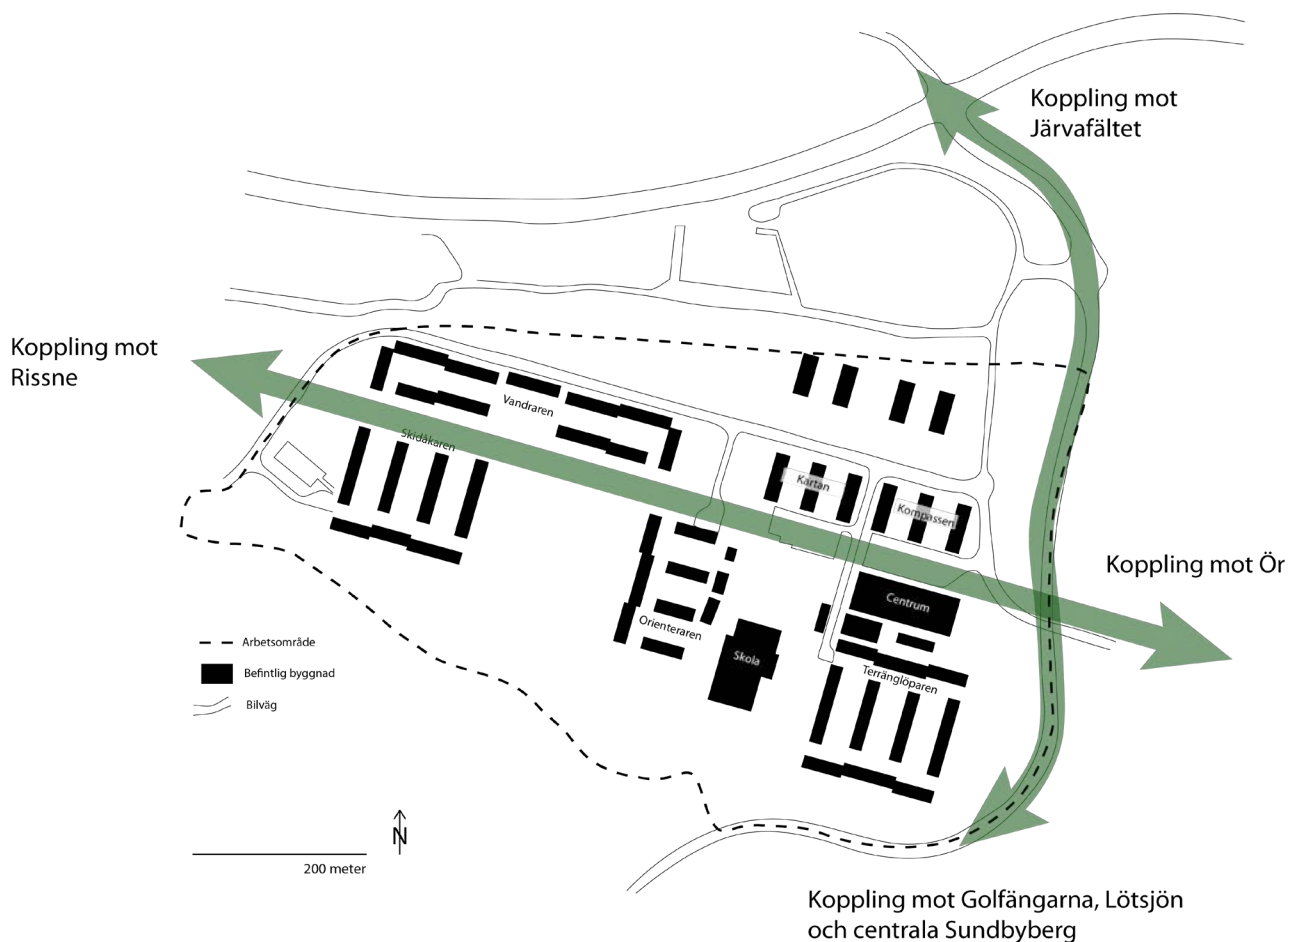 Koppling mot
Järvafältet
Koppling mot
Rissne
Vandraren
Skidåkaren
Kartan
Kompassen
Koppling mot Ör
Centrum
Orienteraren
Skola
Terränglöparen
Arbetsområde
Befintlig byggnad
Bilväg
N
200 meter
Koppling mot Golfängarna, Lötsjön
och centrala Sundbyberg